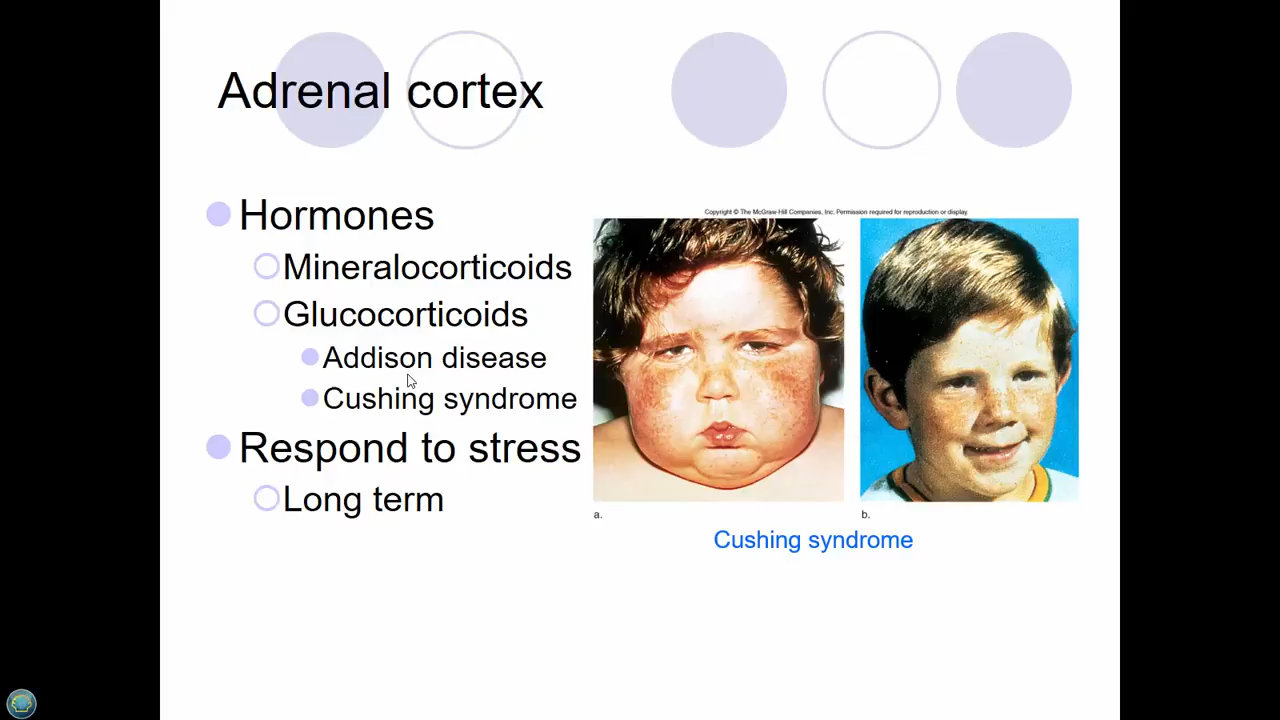 Adrenal cortex
Hormones
Mineralocorticoids
Glucocorticoids
Addison disease
Cushing syndrome
Respond to stress
Long term
Copyright © The McGraw-Hill Companies, Inc. Permission required for reproduction or display.
a.
b.
Cushing syndrome